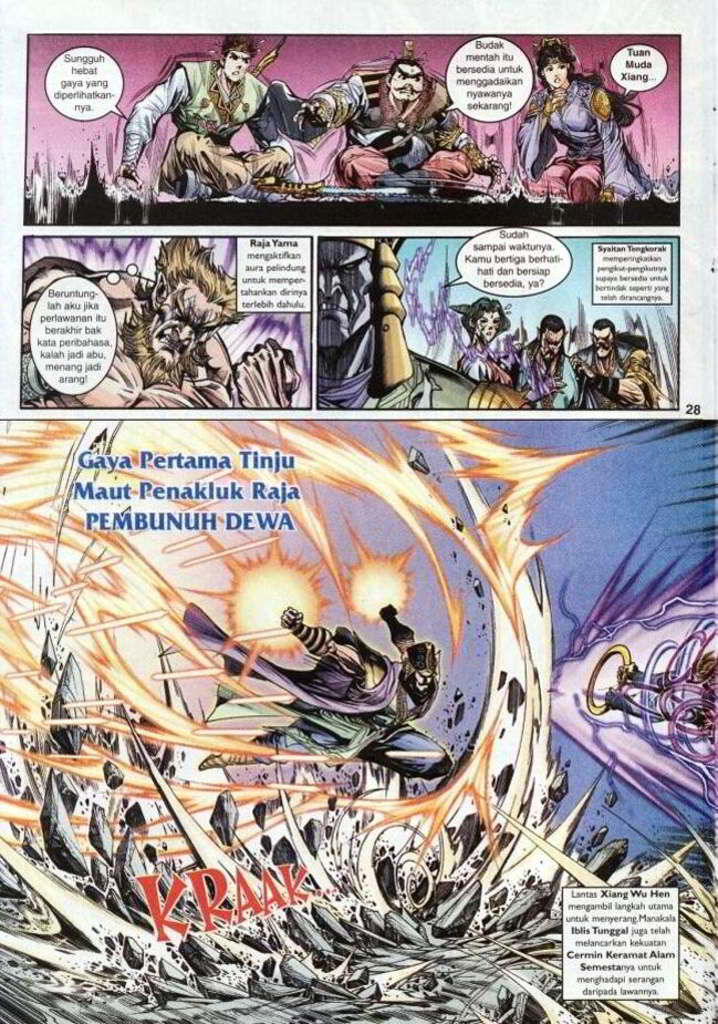 Sungguh
hebat
gaya yang
diperlihatkan-
nya.
Budak
mentah itu
bersedia untuk
menggadaikan
nyawanya
sekarang!
Tuan
Muda
Xiang...
Beruntung-
lah aku jika
perlawanan itu
berakhir bak
kata peribahasa,
kalah jadi abu,
menang jadi
arang!
Raja Yama
mengaktifkan
aura pelindung
untuk memper-
tahankan dirinya
terlebih dahulu.
Sudah
sampai waktunya.
Kamu bertiga berhati-
hati dan bersiap
bersedia, ya?
Syaitan Tengkorak
memperingatkan
pengikut-pengikutnya
supaya bersedia untuk
bertindak seperti yang
telah dirancangnya.
28
Gaya Pertama Tinju
Maut Penakluk Raja
PEMBUNUH DEWA
KRAAK...
Lantas Xiang Wu Hen
mengambil langkah utama
untuk menyerang.Manakala
Iblis Tunggal juga telah
melancarkan kekuatan
Cermin Keramat Alam
Semestanya untuk
menghadapi serangan
daripada lawannya.